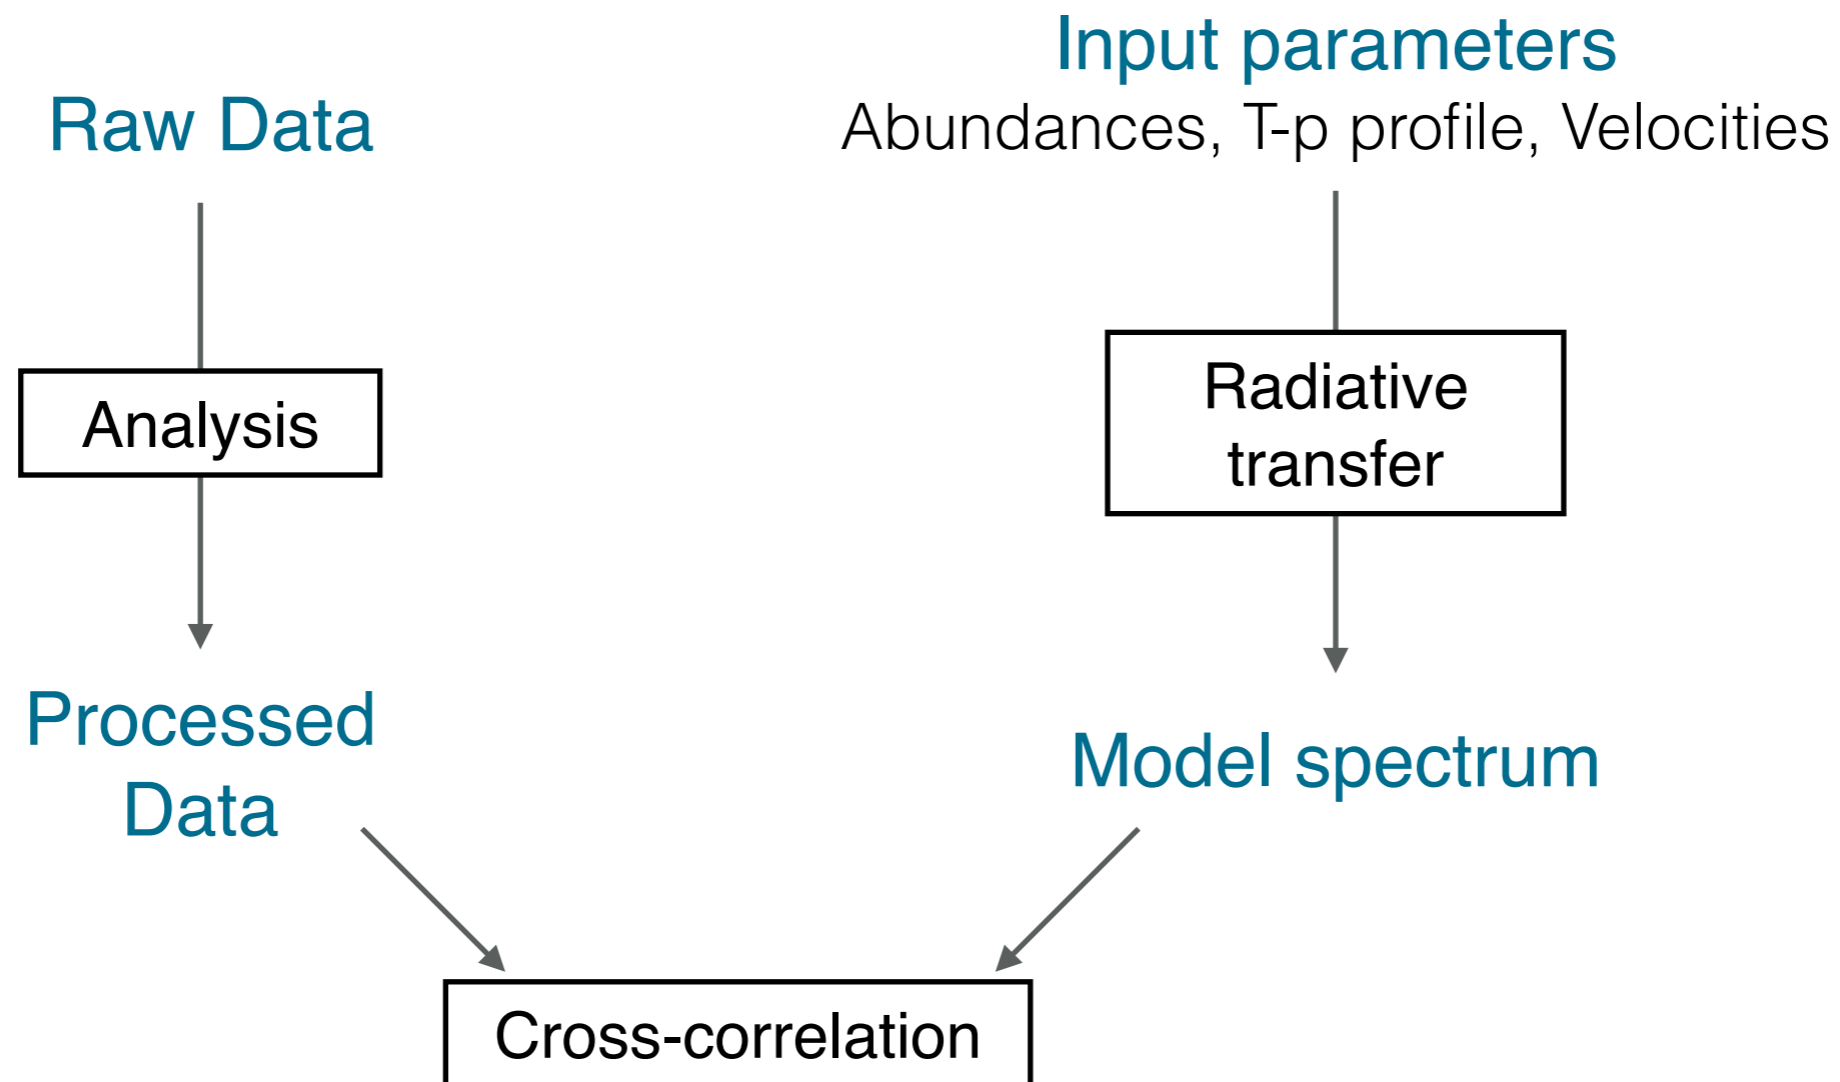 Raw Data
Analysis
Processed
Data
Input parameters
Abundances, T-p profile, Velocities
Radiative
transfer
Model spectrum
Cross-correlation